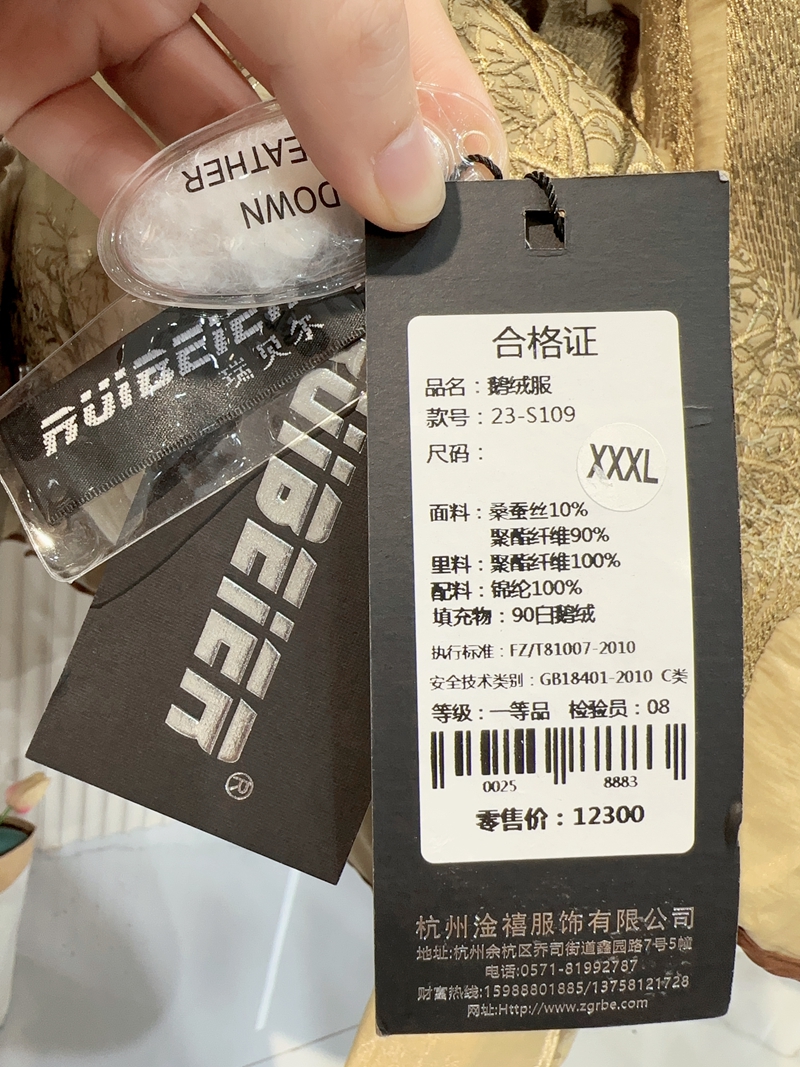 DOWN
EATHER
RUIBEIER
瑞贝尔
RUIBEIER®
合格证
品名：鹅绒服
款号：23-S109
尺码：XXXL
面料：桑蚕丝10%
聚酯纤维90%
里料：聚酯纤维100%
配料：锦纶100%
填充物：90白鹅绒
执行标准：FZ/T81007-2010
安全技术类别：GB18401-2010 C类
等级：一等品 检验员：08
0025 8883
零售价：12300
杭州淦禧服饰有限公司
地址:杭州余杭区乔司街道鑫园路7号5幢
电话:0571-81992787
财富热线:15988801885/13758121728
网址:Http://www.zgrbe.com